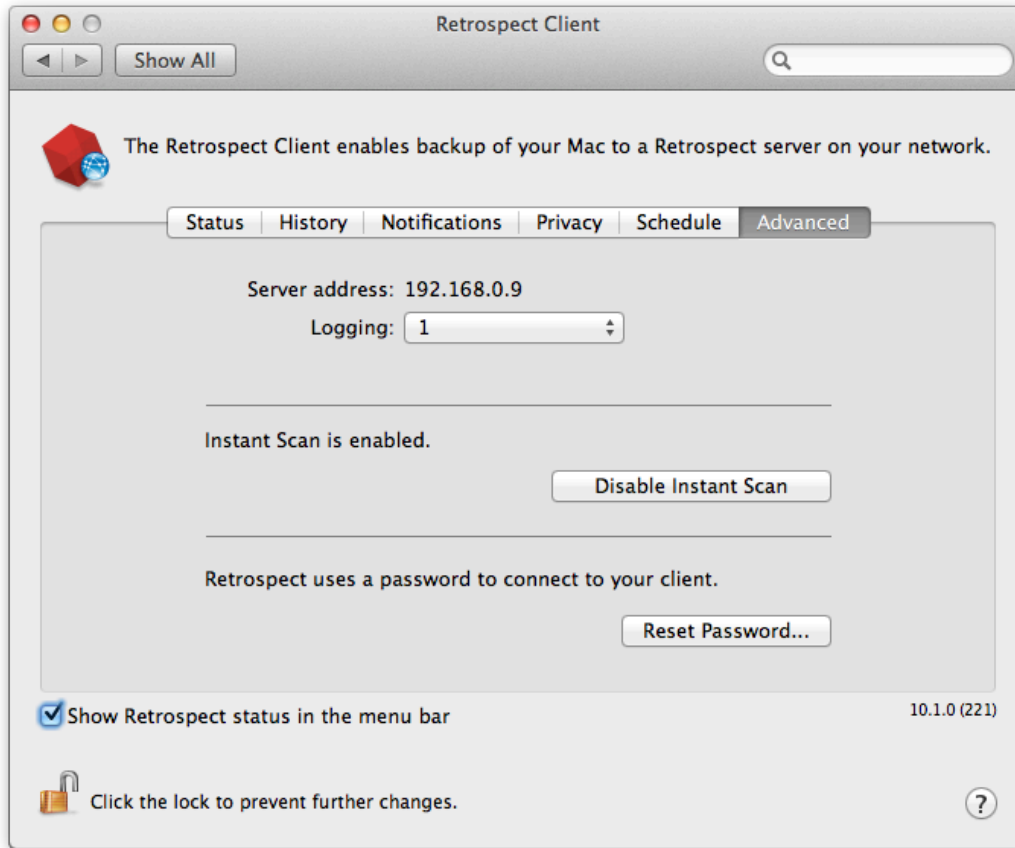 Retrospect Client
Show All
The Retrospect Client enables backup of your Mac to a Retrospect server on your network.
Status History Notifications Privacy Schedule Advanced
Server address: 192.168.0.9
Logging: 1
Instant Scan is enabled.
Disable Instant Scan
Retrospect uses a password to connect to your client.
Reset Password...
Show Retrospect status in the menu bar 10.1.0 (221)
Click the lock to prevent further changes. ?